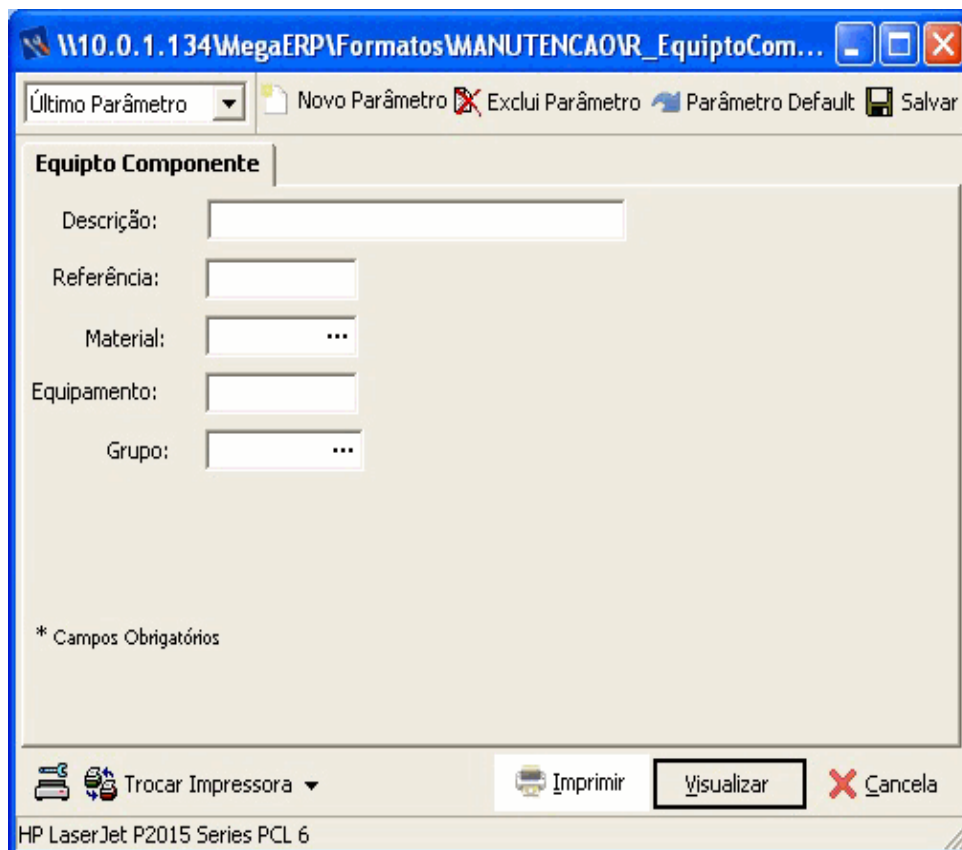 \\10.0.1.134\MegaERP\Formatos\MANUTENCAO\R_EquiptoCom...
Último Parâmetro Novo Parâmetro Exclui Parâmetro Parâmetro Default Salvar
Equipto Componente
Descrição:
Referência:
Material: ...
Equipamento:
Grupo: ...
* Campos Obrigatórios
Trocar Impressora Imprimir Visualizar Cancela
HP LaserJet P2015 Series PCL 6